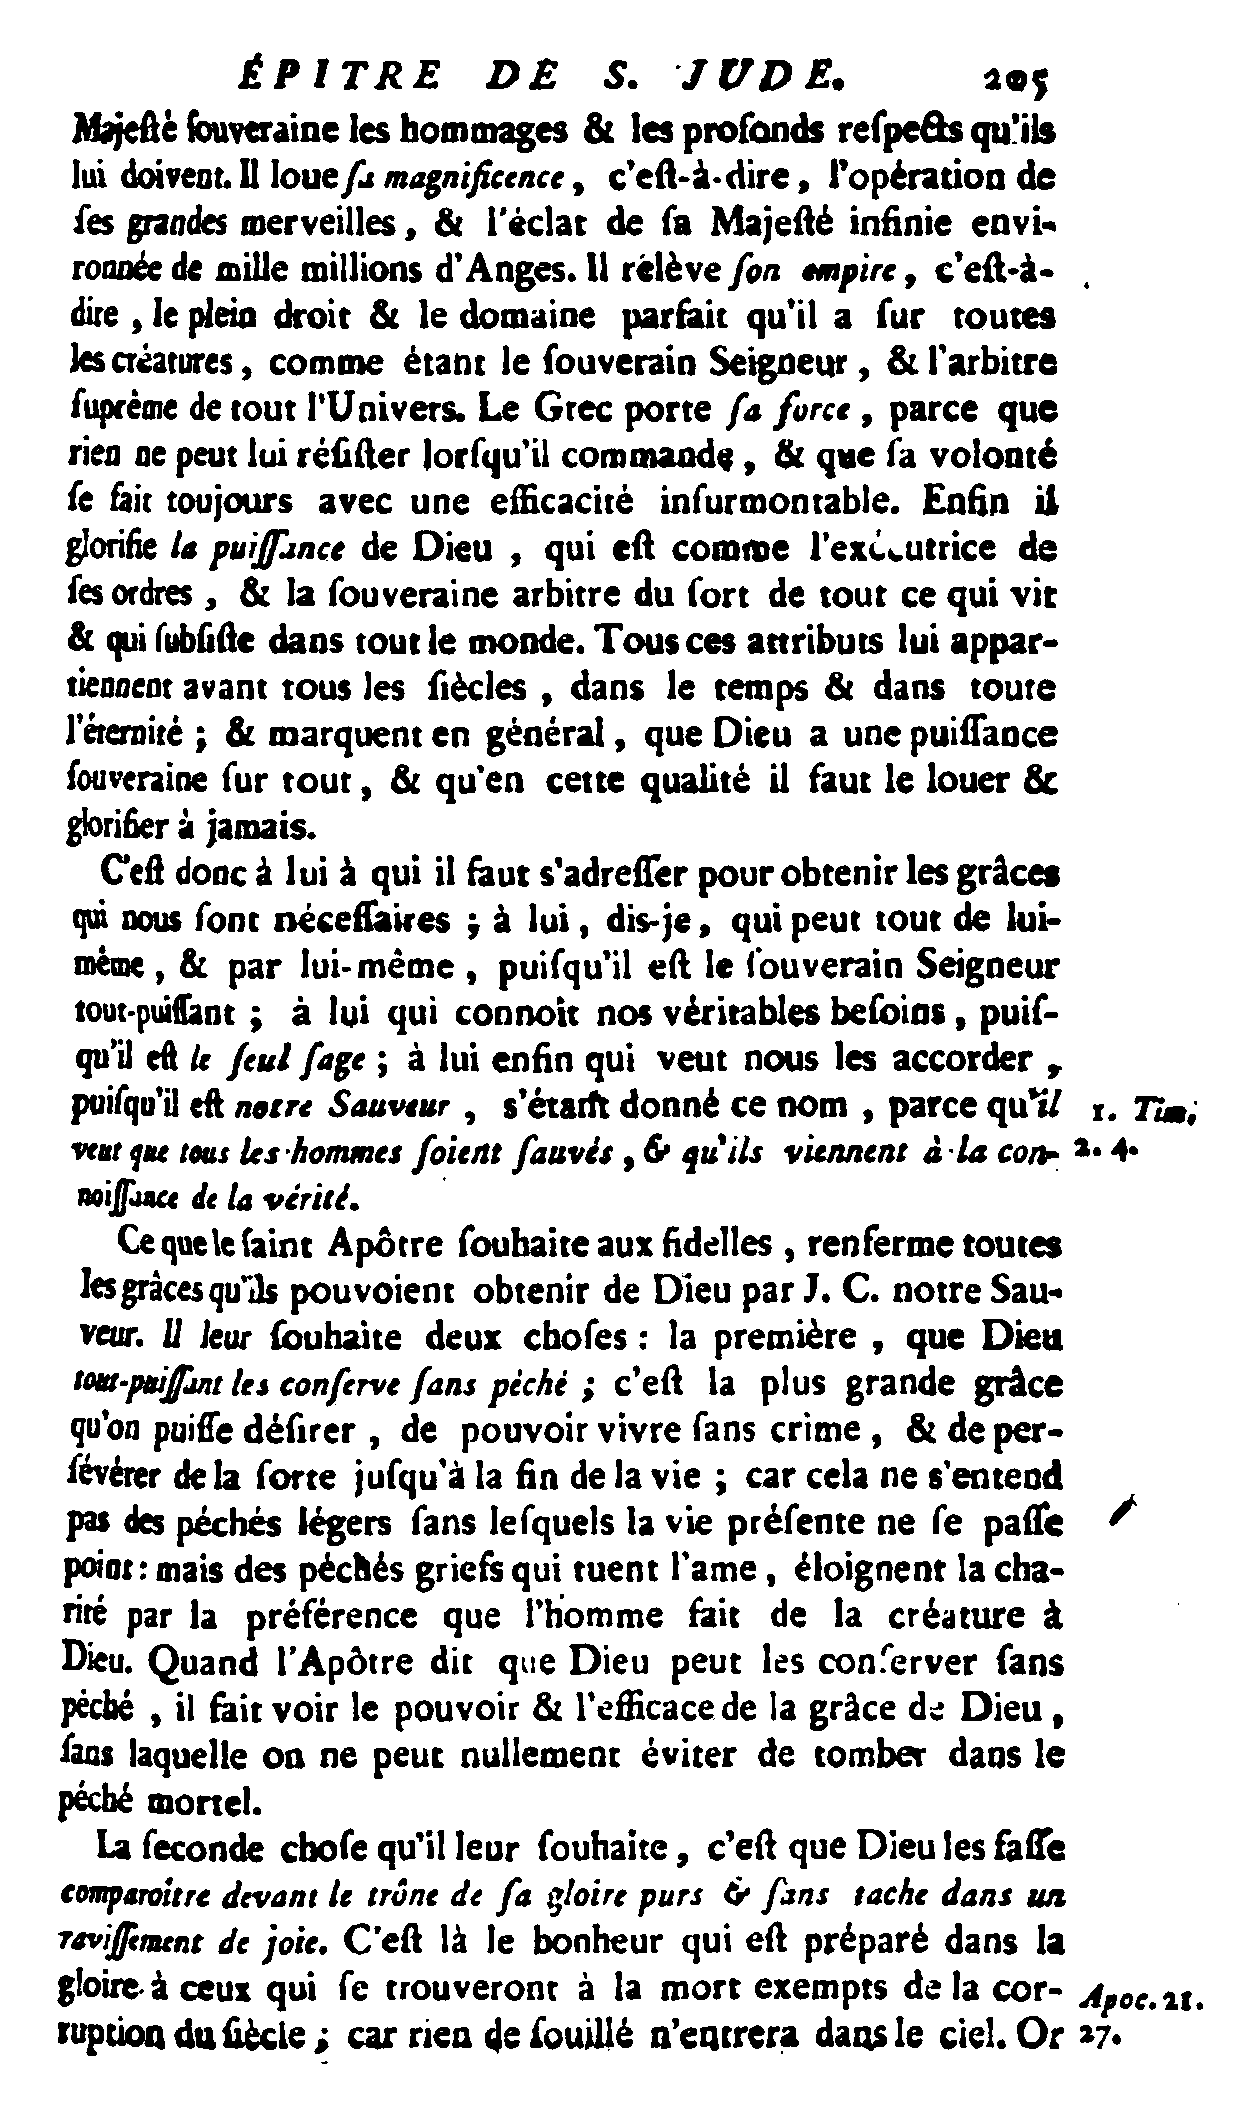 ÉPITRE DE S. JUDE. 205
Majeſté ſouveraine les hommages & les profonds reſpects qu'ils
lui doivent. Il loue ſa magnificence, c'eſt-à-dire, l'opération de
ſes grandes merveilles, & l'éclat de ſa Majeſté infinie envi-
ronnée de mille millions d'Anges. Il rélève ſon empire, c'eſt-à-
dire, le plein droit & le domaine parfait qu'il a ſur toutes
les créatures, comme étant le ſouverain Seigneur, & l'arbitre
ſuprème de tout l'Univers. Le Grec porte ſa force, parce que
rien ne peut lui réſiſter lorſqu'il commande, & que ſa volonté
ſe fait toujours avec une efficacité inſurmontable. Enfin il
glorifie la puiſſance de Dieu, qui eſt comme l'exécutrice de
ſes ordres, & la ſouveraine arbitre du ſort de tout ce qui vit
& qui ſubſiſte dans tout le monde. Tous ces attributs lui appar-
tiennent avant tous les ſiècles, dans le temps & dans toute
l'éternité; & marquent en général, que Dieu a une puiſſance
ſouveraine ſur tout, & qu'en cette qualité il faut le louer &
glorifier à jamais.
C'eſt donc à lui à qui il faut s'adreſſer pour obtenir les grâces
qui nous ſont néceſſaires; à lui, dis-je, qui peut tout de lui-
même, & par lui-même, puiſqu'il eſt le ſouverain Seigneur
tout-puiſſant; à lui qui connoît nos véritables beſoins, puiſ-
qu'il eſt le ſeul ſage; à lui enfin qui veut nous les accorder,
puiſqu'il eſt notre Sauveur, s'étant donné ce nom, parce qu'il
1. Tim.
veut que tous les hommes ſoient ſauvés, & qu'ils viennent à la con-
2. 4.
noiſſance de la vérité.
Ce que le ſaint Apôtre ſouhaite aux fidelles, renferme toutes
les grâces qu'ils pouvoient obtenir de Dieu par J. C. notre Sau-
veur. Il leur ſouhaite deux choſes : la première, que Dieu
tout-puiſſant les conſerve ſans péché; c'eſt la plus grande grâce
qu'on puiſſe déſirer, de pouvoir vivre ſans crime, & de per-
ſévérer de la ſorte juſqu'à la fin de la vie; car cela ne s'entend
pas des péchés légers ſans leſquels la vie préſente ne ſe paſſe
point : mais des péchés griefs qui tuent l'ame, éloignent la cha-
rité par la préférence que l'homme fait de la créature à
Dieu. Quand l'Apôtre dit que Dieu peut les conſerver ſans
péché, il fait voir le pouvoir & l'efficace de la grâce de Dieu,
ſans laquelle on ne peut nullement éviter de tomber dans le
péché mortel.
La ſeconde choſe qu'il leur ſouhaite, c'eſt que Dieu les faſſe
comparoître devant le trône de ſa gloire purs & ſans tache dans un
raviſſement de joie. C'eſt là le bonheur qui eſt préparé dans la
gloire à ceux qui ſe trouveront à la mort exempts de la cor-
Apoc. 21.
ruption du ſiècle; car rien de ſouillé n'entrera dans le ciel. Or
27.